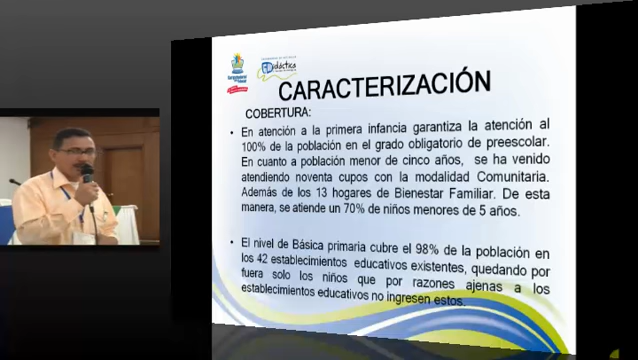 Didáctica
CARACTERIZACIÓN
COBERTURA:
• En atención a la primera infancia garantiza la atención al
100% de la población en el grado obligatorio de preescolar.
En cuanto a población menor de cinco años, se ha venido
atendiendo noventa cupos con la modalidad Comunitaria.
Además de los 13 hogares de Bienestar Familiar. De esta
manera, se atiende un 70% de niños menores de 5 años.
• El nivel de Básica primaria cubre el 98% de la población en
los 42 establecimientos educativos existentes, quedando por
fuera solo los niños que por razones ajenas a los
establecimientos educativos no ingresen estos.